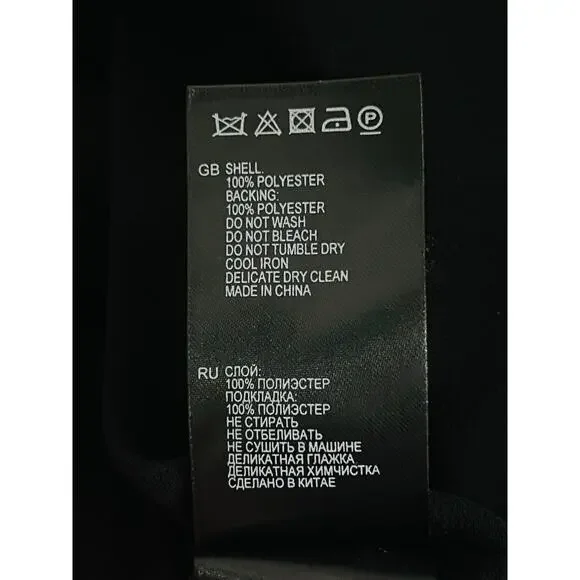 P
GB SHELL:
100% POLYESTER
BACKING:
100% POLYESTER
DO NOT WASH
DO NOT BLEACH
DO NOT TUMBLE DRY
COOL IRON
DELICATE DRY CLEAN
MADE IN CHINA
RU СЛОЙ:
100% ПОЛИЭСТЕР
ПОДКЛАДКА:
100% ПОЛИЭСТЕР
НЕ СТИРАТЬ
НЕ ОТБЕЛИВАТЬ
НЕ СУШИТЬ В МАШИНЕ
ДЕЛИКАТНАЯ ГЛАЖКА
ДЕЛИКАТНАЯ ХИМЧИСТКА
СДЕЛАНО В КИТАЕ